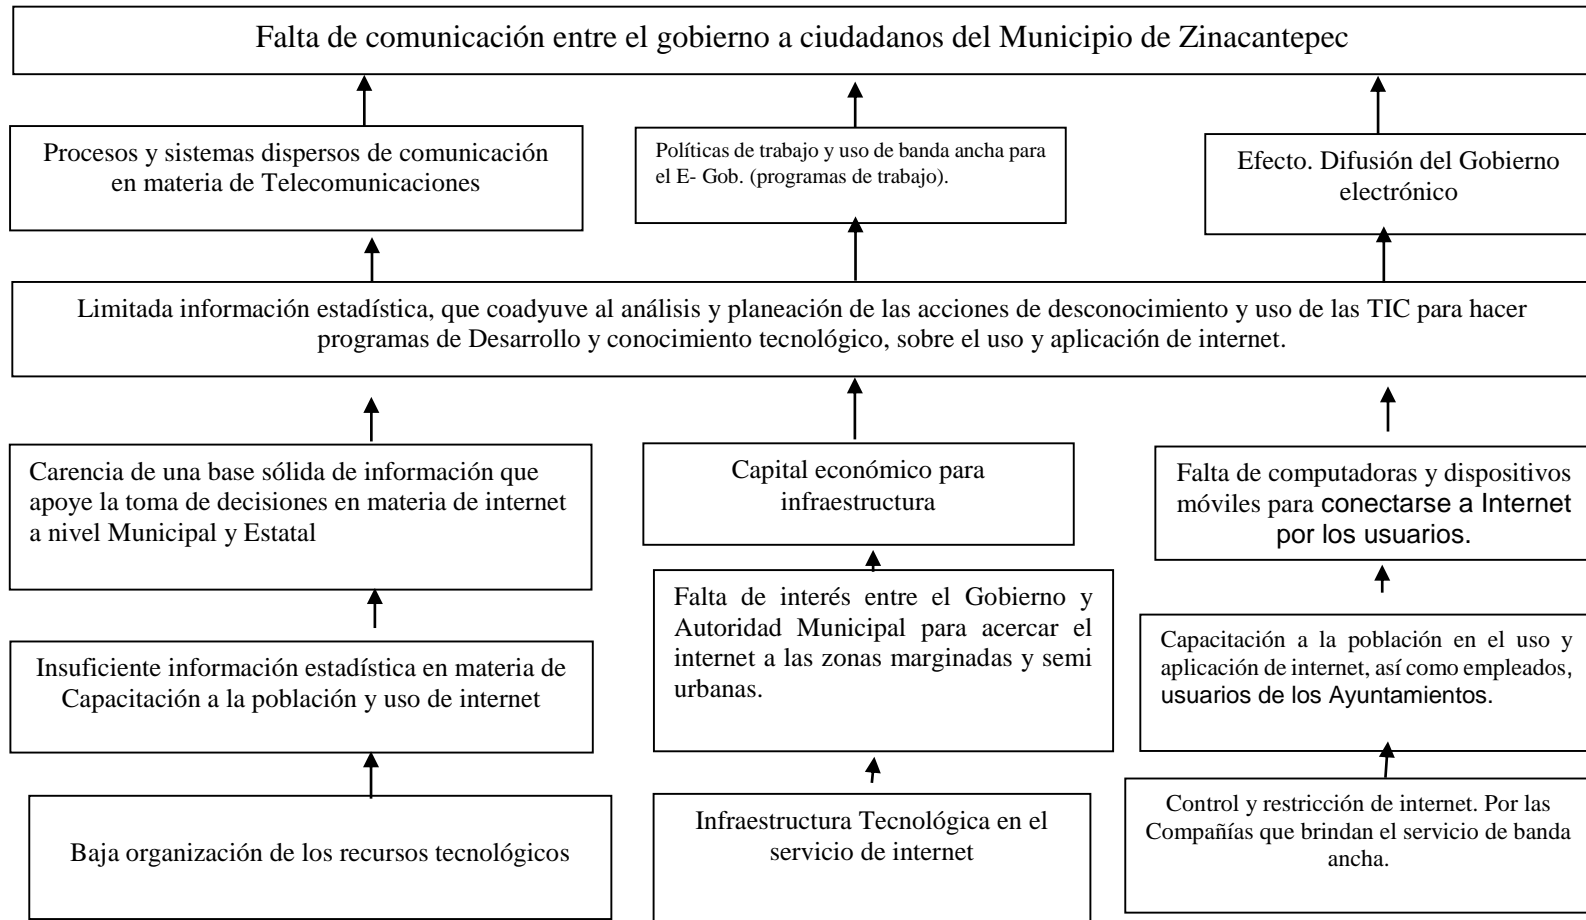 Falta de comunicación entre el gobierno a ciudadanos del Municipio de Zinacantepec
Procesos y sistemas dispersos de comunicación
en materia de Telecomunicaciones
Políticas de trabajo y uso de banda ancha para
el E- Gob. (programas de trabajo).
Efecto. Difusión del Gobierno
electrónico
Limitada información estadística, que coadyuve al análisis y planeación de las acciones de desconocimiento y uso de las TIC para hacer
programas de Desarrollo y conocimiento tecnológico, sobre el uso y aplicación de internet.
Carencia de una base sólida de información que
apoye la toma de decisiones en materia de internet
a nivel Municipal y Estatal
Capital económico para
infraestructura
Falta de computadoras y dispositivos
móviles para conectarse a Internet
por los usuarios.
Insuficiente información estadística en materia de
Capacitación a la población y uso de internet
Falta de interés entre el Gobierno y
Autoridad Municipal para acercar el
internet a las zonas marginadas y semi
urbanas.
Capacitación a la población en el uso y
aplicación de internet, así como empleados,
usuarios de los Ayuntamientos.
Baja organización de los recursos tecnológicos
Infraestructura Tecnológica en el
servicio de internet
Control y restricción de internet. Por las
Compañías que brindan el servicio de banda
ancha.